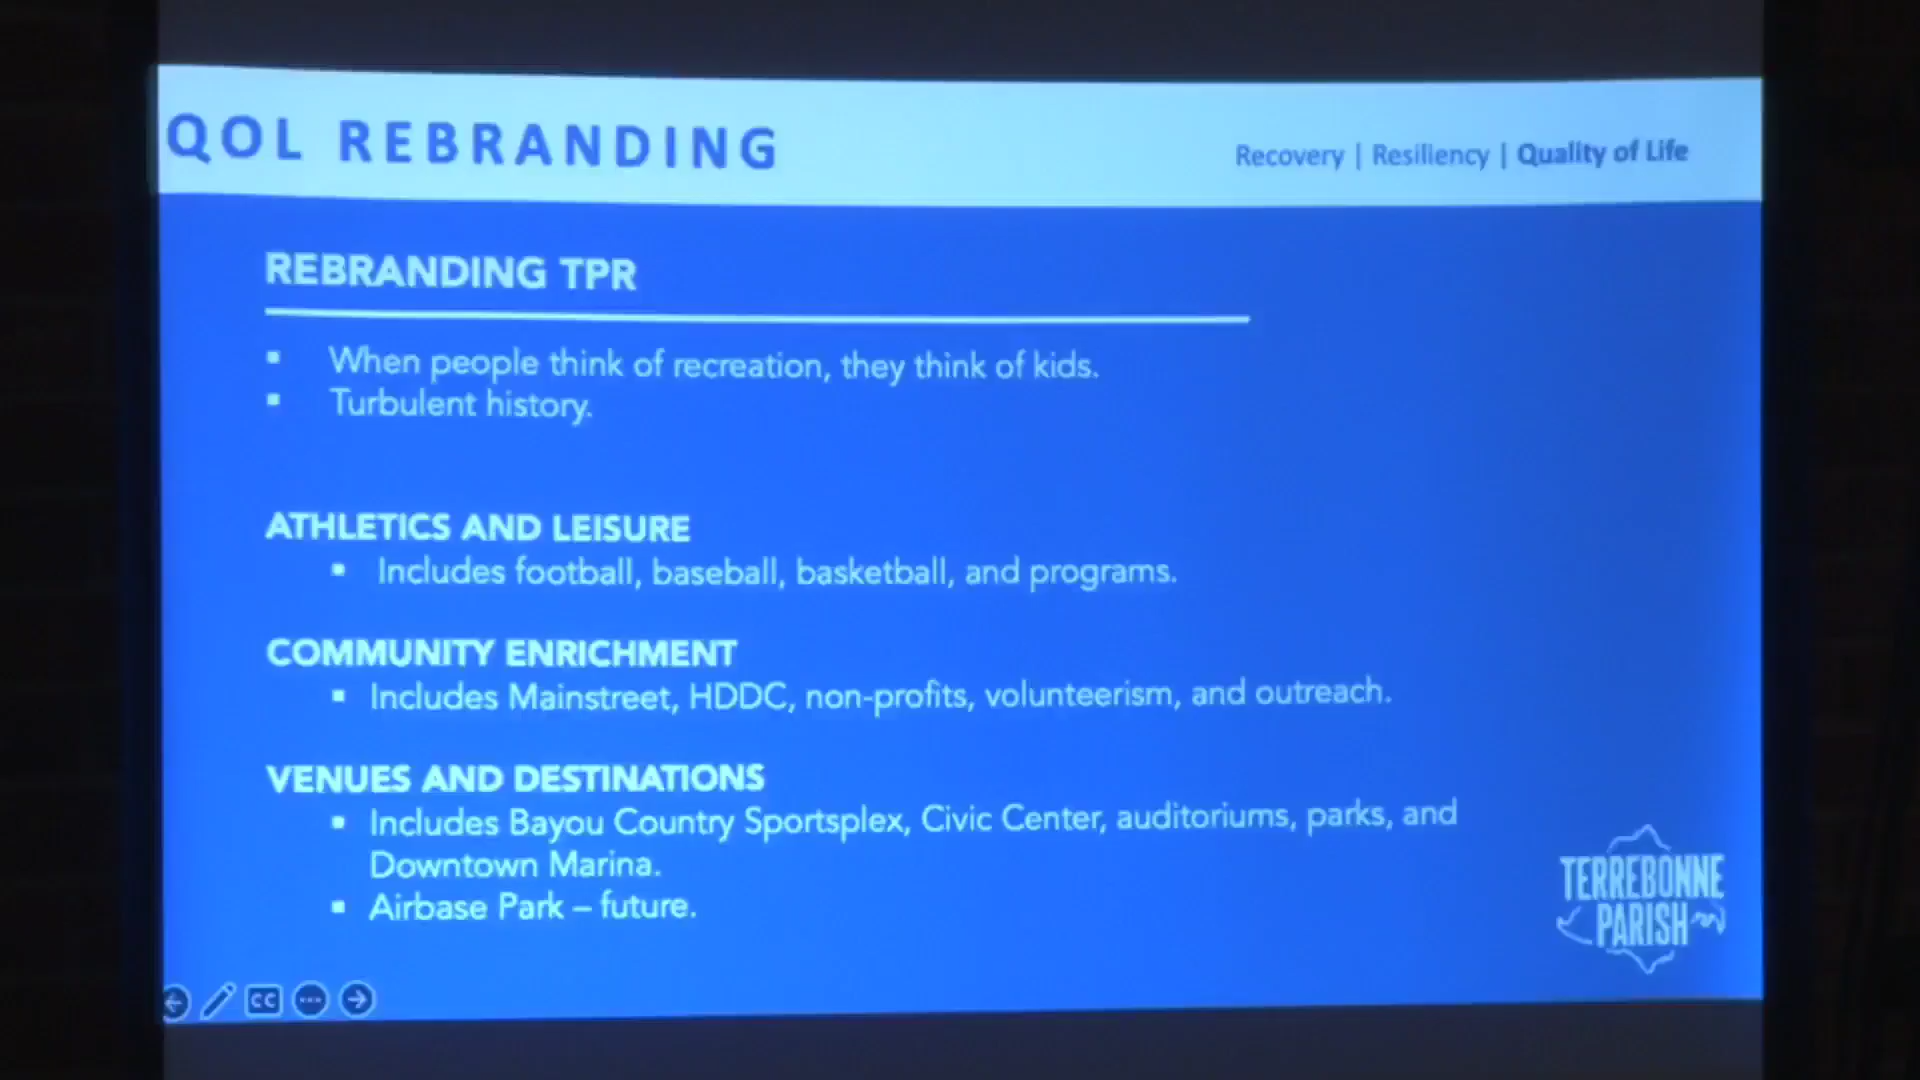 QOL REBRANDING
Recovery | Resiliency | Quality of Life
REBRANDING TPR
▪ When people think of recreation, they think of kids.
▪ Turbulent history.
ATHLETICS AND LEISURE
▪ Includes football, baseball, basketball, and programs.
COMMUNITY ENRICHMENT
▪ Includes Mainstreet, HDDC, non-profits, volunteerism, and outreach.
VENUES AND DESTINATIONS
▪ Includes Bayou Country Sportsplex, Civic Center, auditoriums, parks, and
Downtown Marina.
▪ Airbase Park – future.
TERREBONNE
PARISH
CC